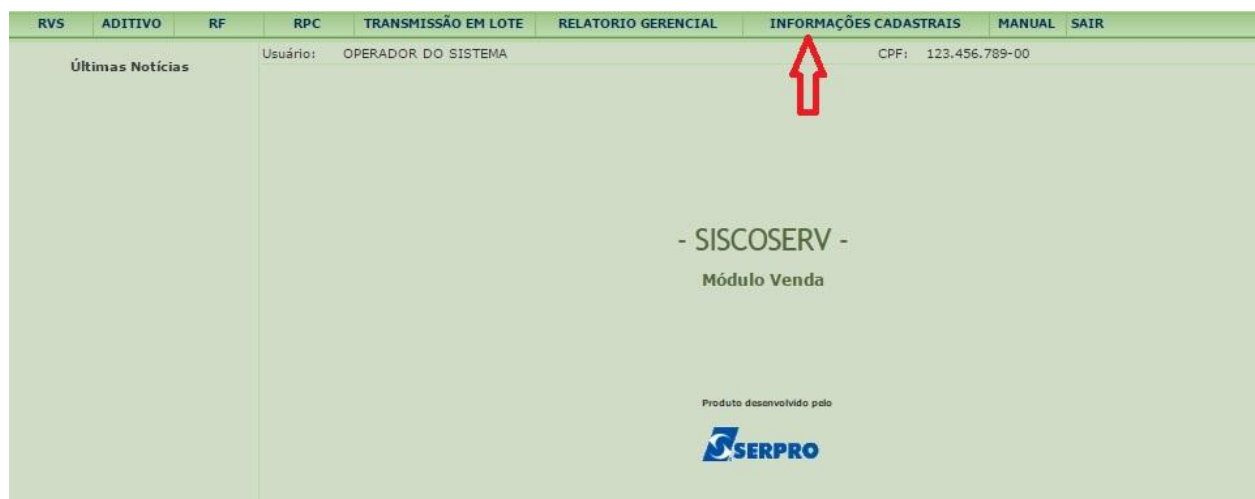 RVS ADITIVO RF RPC TRANSMISSÃO EM LOTE RELATORIO GERENCIAL INFORMAÇÕES CADASTRAIS MANUAL SAIR
Usuário: OPERADOR DO SISTEMA CPF: 123.456.789-00
Últimas Notícias
- SISCOSERV -
Módulo Venda
Produto desenvolvido pelo
SERPRO